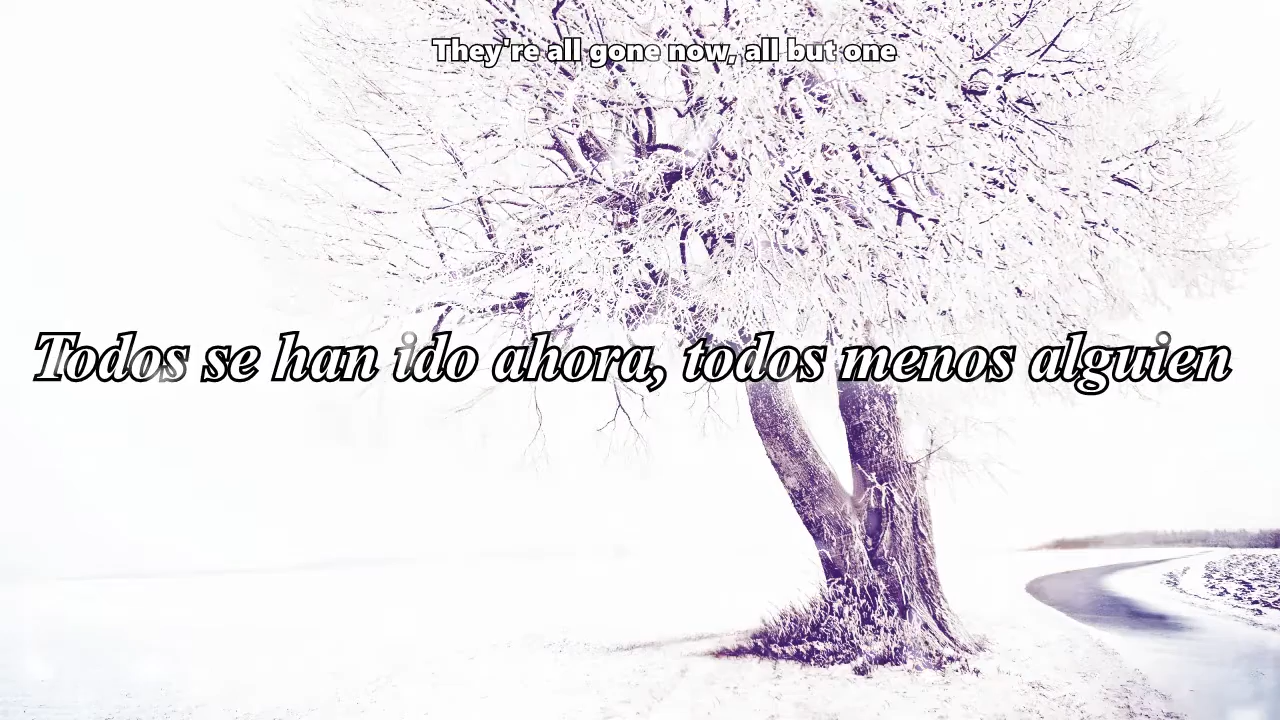 They're all gone now, all but one
Todos se han ido ahora, todos menos alguien